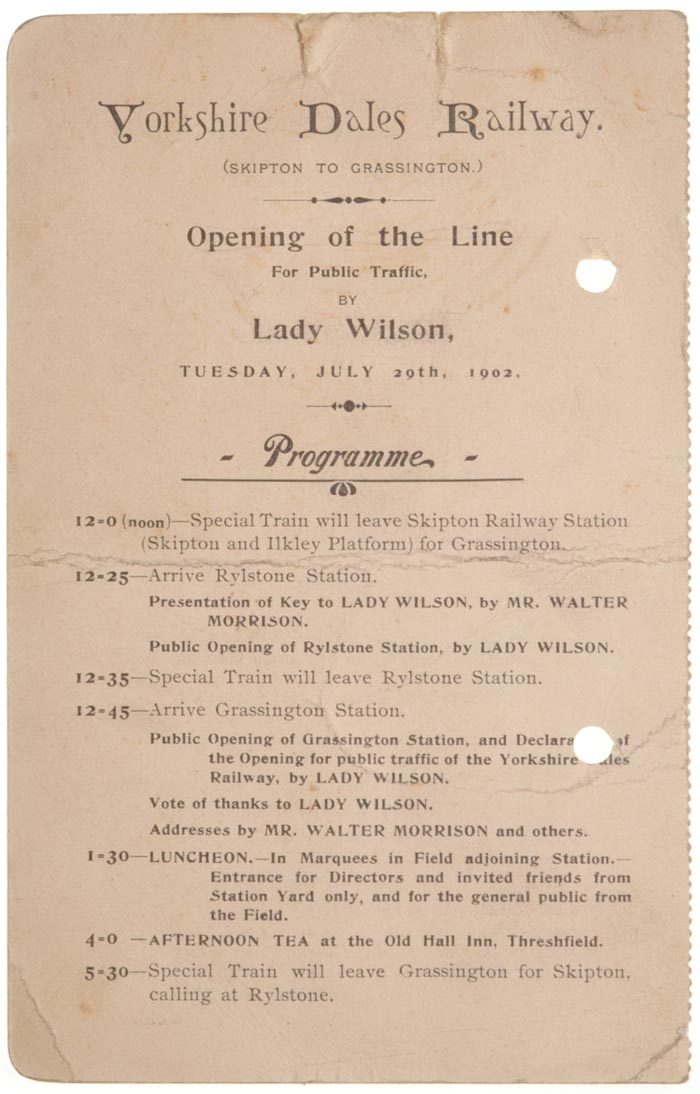 Yorkshire Dales Railway.
(SKIPTON TO GRASSINGTON.)
Opening of the Line
For Public Traffic,
BY
Lady Wilson,
TUESDAY, JULY 29th, 1902.
- Programme -
12=0 (noon)—Special Train will leave Skipton Railway Station
(Skipton and Ilkley Platform) for Grassington.
12=25—Arrive Rylstone Station.
Presentation of Key to LADY WILSON, by MR. WALTER
MORRISON.
Public Opening of Rylstone Station, by LADY WILSON.
12=35—Special Train will leave Rylstone Station.
12=45—Arrive Grassington Station.
Public Opening of Grassington Station, and Declara of
the Opening for public traffic of the Yorkshire ales
Railway, by LADY WILSON.
Vote of thanks to LADY WILSON.
Addresses by MR. WALTER MORRISON and others.
1=30—LUNCHEON.—In Marquees in Field adjoining Station.—
Entrance for Directors and invited friends from
Station Yard only, and for the general public from
the Field.
4=0 —AFTERNOON TEA at the Old Hall Inn, Threshfield.
5=30—Special Train will leave Grassington for Skipton,
calling at Rylstone.